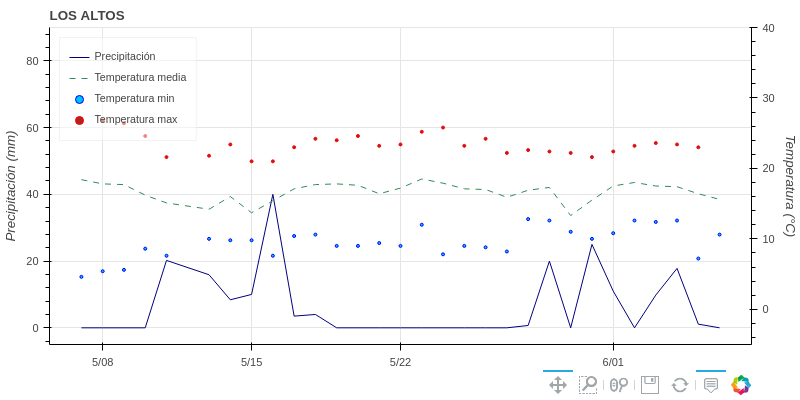 LOS ALTOS
Precipitación
Temperatura media
Temperatura min
Temperatura max
Precipitación (mm)
80
60
40
20
0
40
30
20
10
0
Temperatura (°C)
5/08
5/15
5/22
6/01